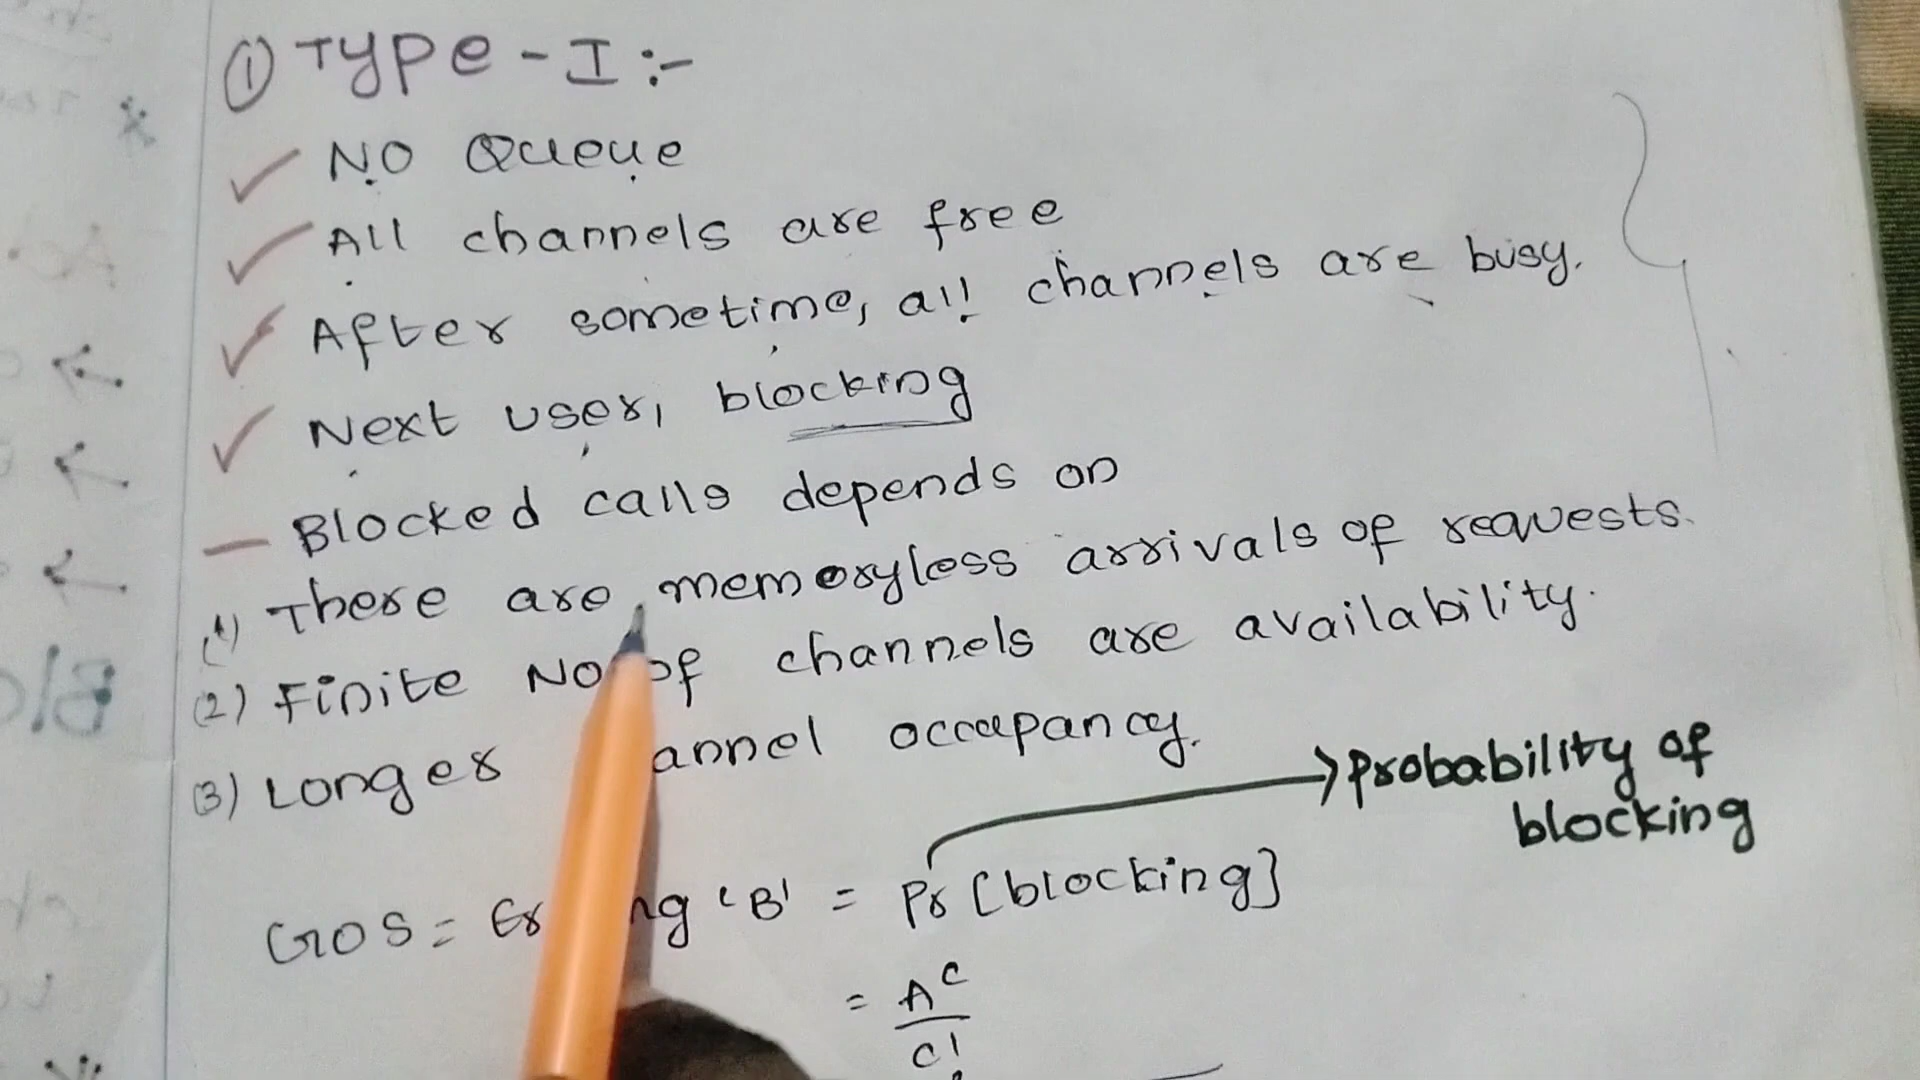 ① Type - I :-
NO Queue
All channels are free
After sometime, all channels are busy.
Next user, blocking
Blocked calls depends on
(1) There are memoryless arrivals of requests.
(2) Finite No of channels are availability.
(3) Longer annel occupancy.
→ Probability of
blocking
GOS = Er ng 'B' = Pr [blocking]
= A^C
C!